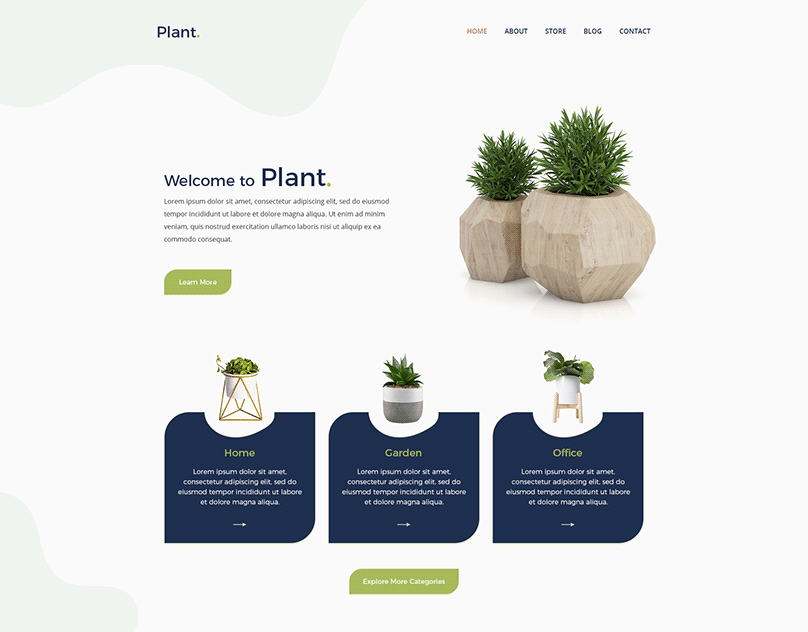 Plant.
HOME ABOUT STORE BLOG CONTACT
Welcome to Plant.
Lorem ipsum dolor sit amet, consectetur adipiscing elit, sed do eiusmod
tempor incididunt ut labore et dolore magna aliqua. Ut enim ad minim
veniam, quis nostrud exercitation ullamco laboris nisi ut aliquip ex ea
commodo consequat.
Learn More
Home
Lorem ipsum dolor sit amet,
consectetur adipiscing elit, sed do
eiusmod tempor incididunt ut labore
et dolore magna aliqua.
Garden
Lorem ipsum dolor sit amet,
consectetur adipiscing elit, sed do
eiusmod tempor incididunt ut labore
et dolore magna aliqua.
Office
Lorem ipsum dolor sit amet,
consectetur adipiscing elit, sed do
eiusmod tempor incididunt ut labore
et dolore magna aliqua.
Explore More Categories